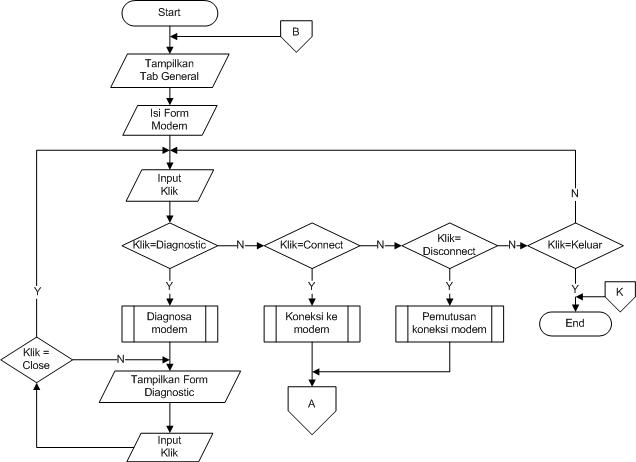 Start
B
Tampilkan
Tab General
Isi Form
Modem
Input
Klik
N
Klik=Diagnostic
N
Klik=Connect
N
Klik=
Disconnect
N
Klik=Keluar
Y
Y
Y
Y
Y
K
Diagnosa
modem
Koneksi ke
modem
Pemutusan
koneksi modem
End
Klik =
Close
N
Tampilkan Form
Diagnostic
A
Input
Klik